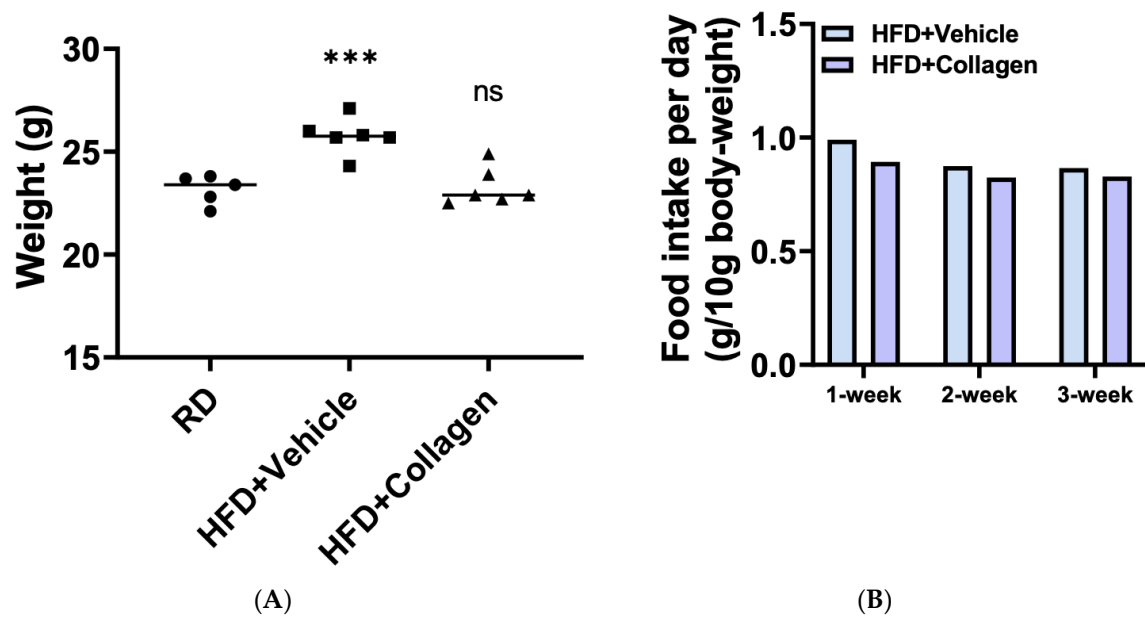 Weight (g)
30
25
20
15
***
ns
RD
HFD+Vehicle
HFD+Collagen
(A)
B)
Food intake per day
(g/10g body-weight)
1.5
1.0
0.5
0.0
HFD+Vehicle
HFD+Collagen
1-week
2-week
3-week
(B)